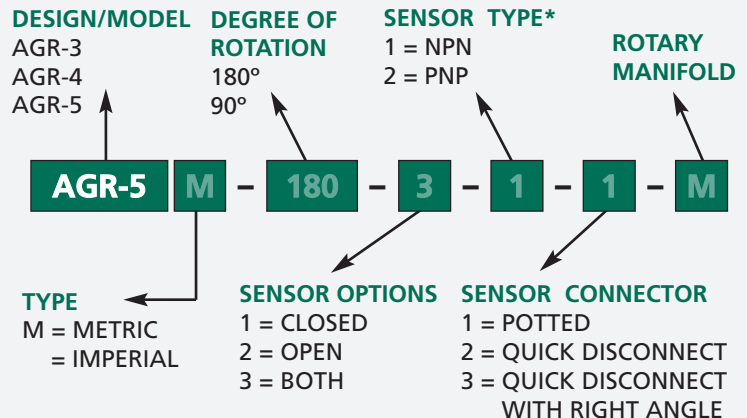 DESIGN/MODEL
AGR-3
AGR-4
AGR-5
DEGREE OF
ROTATION
180º
90º
SENSOR TYPE*
1 = NPN
2 = PNP
ROTARY
MANIFOLD
AGR-5 M - 180 - 3 - 1 - 1 - M
TYPE
M = METRIC
= IMPERIAL
SENSOR OPTIONS
1 = CLOSED
2 = OPEN
3 = BOTH
SENSOR CONNECTOR
1 = POTTED
2 = QUICK DISCONNECT
3 = QUICK DISCONNECT
WITH RIGHT ANGLE